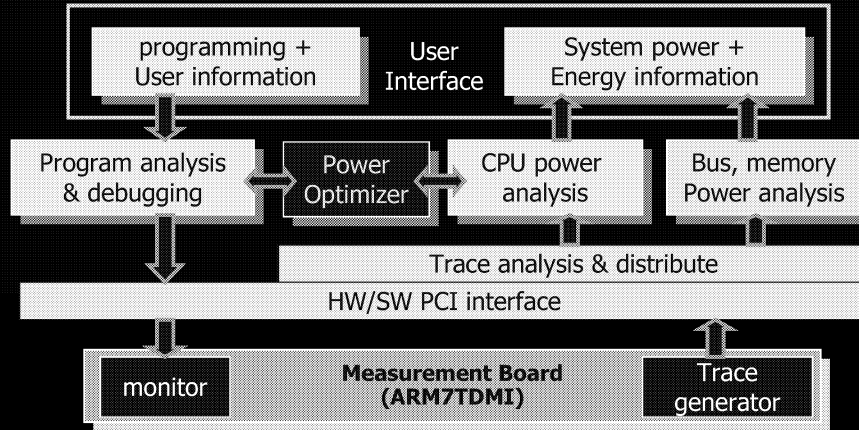 programming +
User information
User
Interface
System power +
Energy information
Program analysis
& debugging
Power
Optimizer
CPU power
analysis
Bus, memory
Power analysis
Trace analysis & distribute
HW/SW PCI interface
monitor
Measurement Board
(ARM7TDMI)
Trace
generator